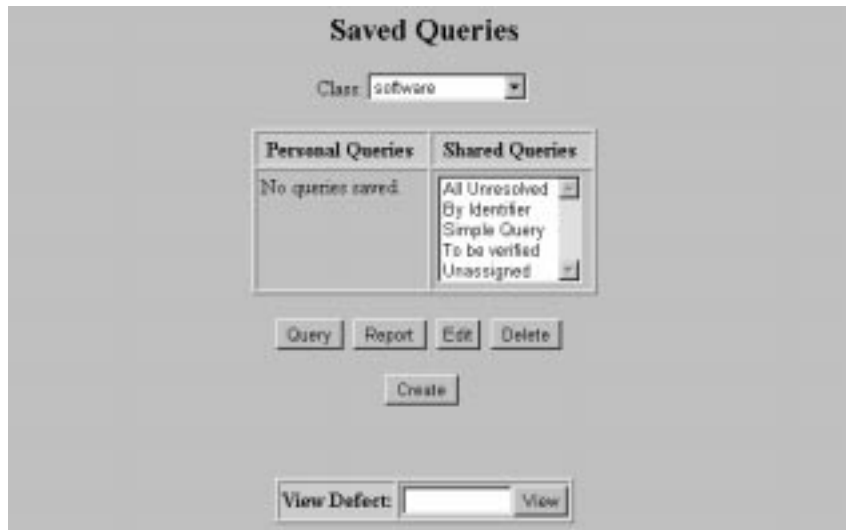 Saved Queries
Class: software
Personal Queries Shared Queries
No queries saved.
All Unresolved
By Identifier
Simple Query
To be verified
Unassigned
Query Report Edit Delete
Create
View Defect: View